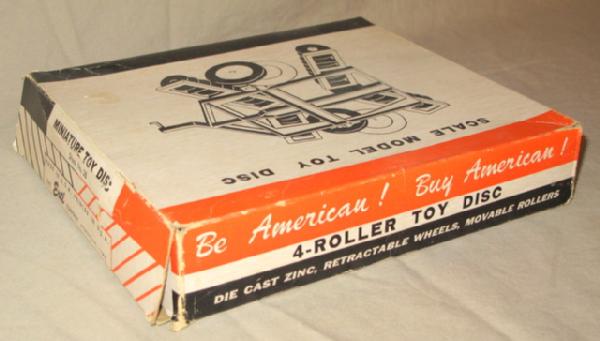 SCALE MODEL TOY DISC
MINIATURE TOY DISC
Be American! Buy American!
4-ROLLER TOY DISC
DIE CAST ZINC, RETRACTABLE WHEELS, MOVABLE ROLLERS